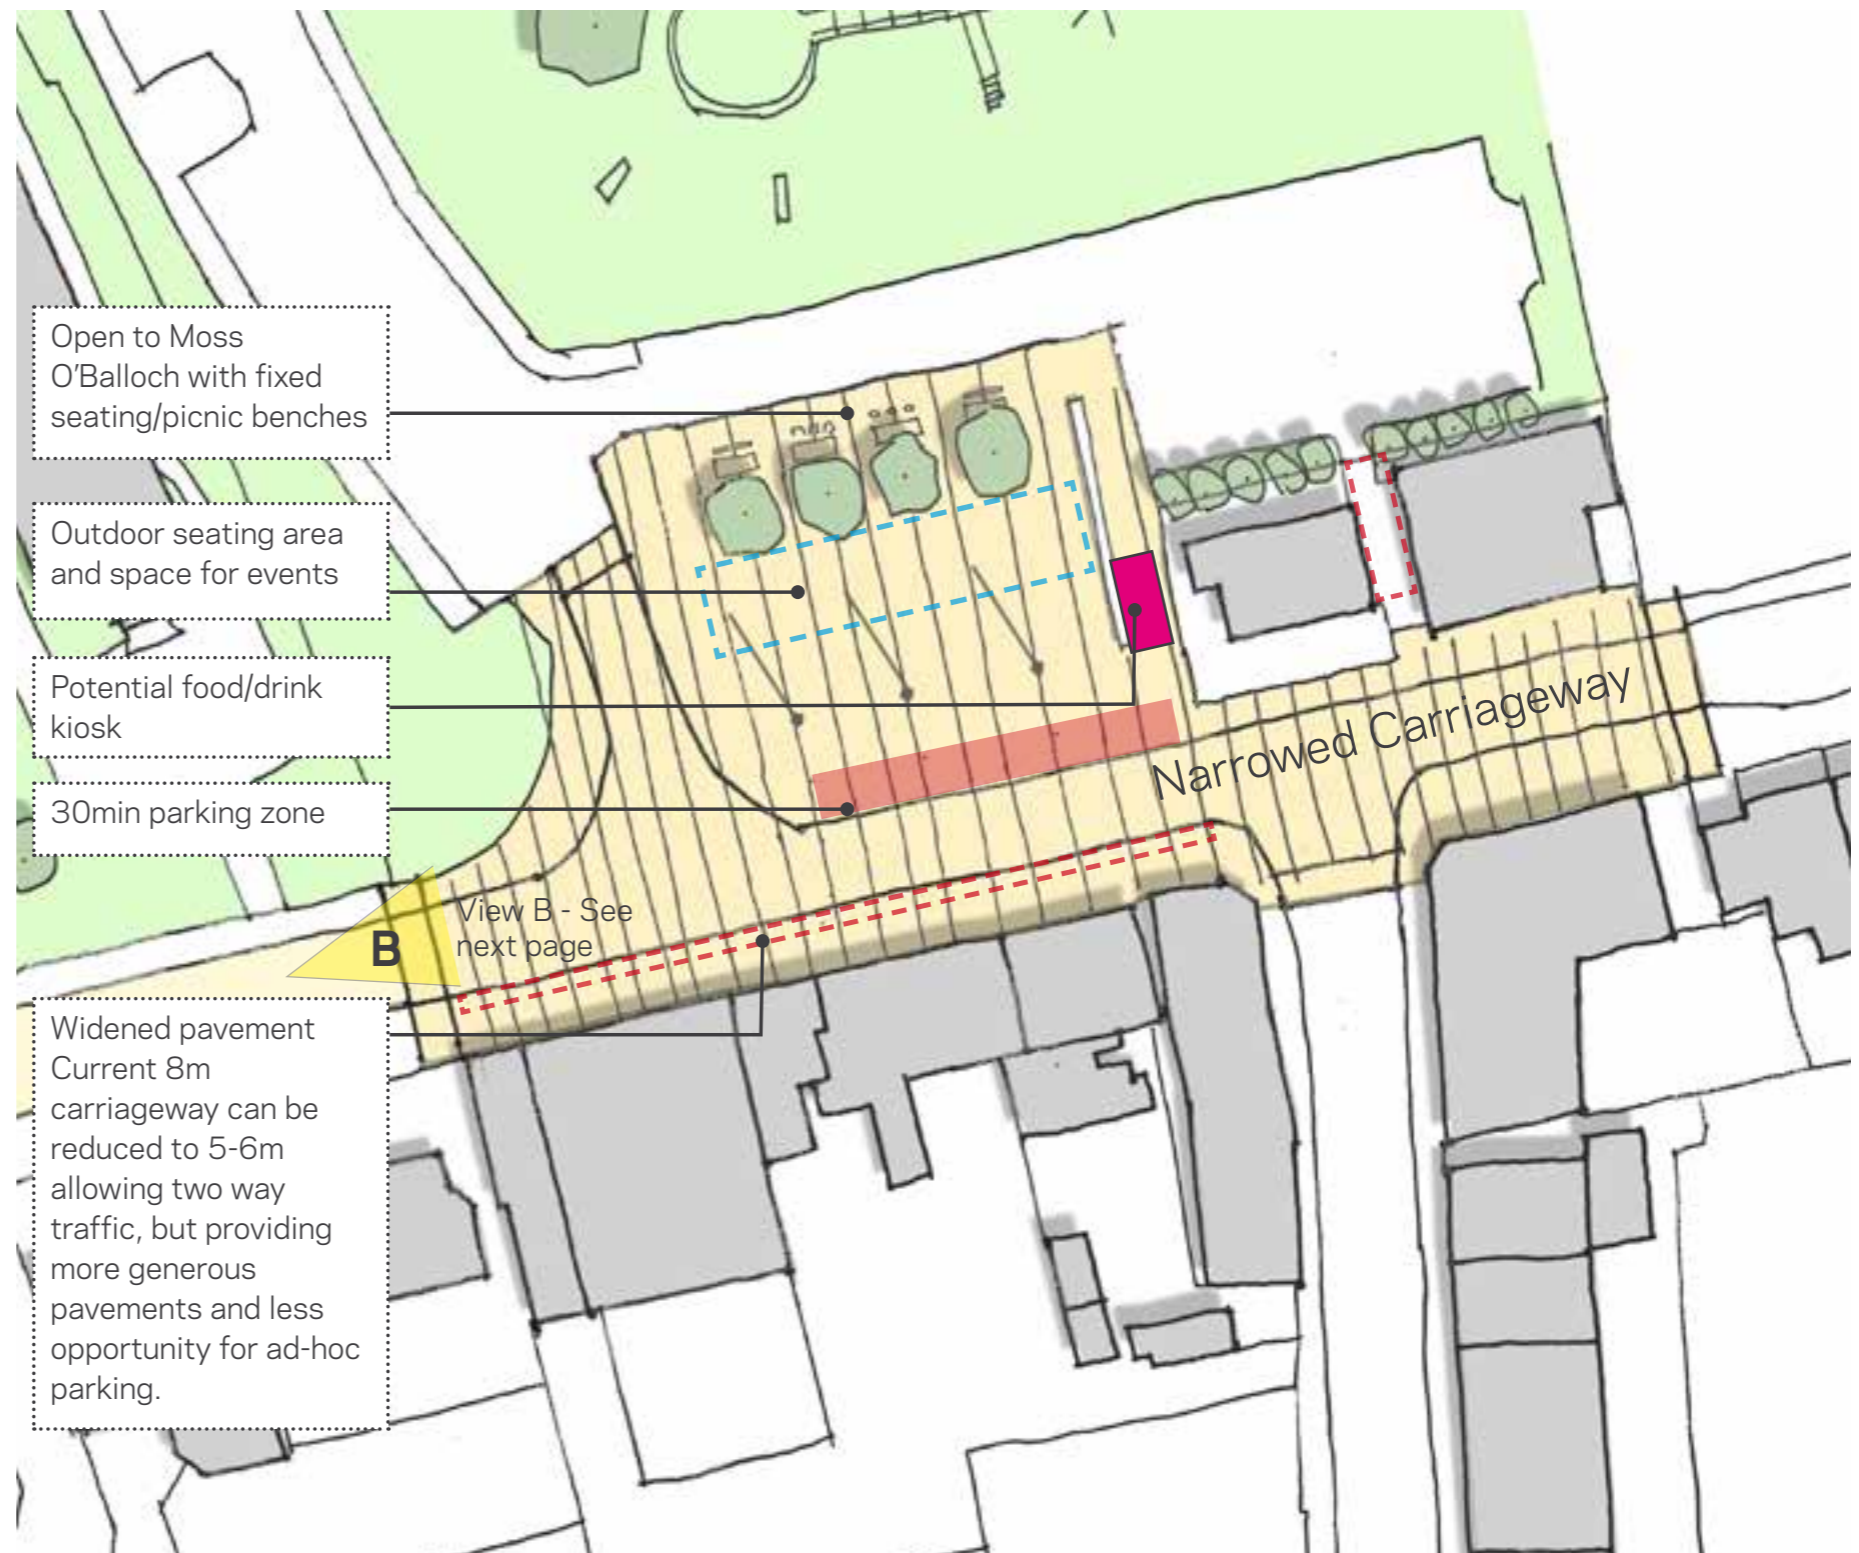 Open to Moss
O'Balloch with fixed
seating/picnic benches
Outdoor seating area
and space for events
Potential food/drink
kiosk
30min parking zone
Narrowed Carriageway
View B - See
next page
B
Widened pavement
Current 8m
carriageway can be
reduced to 5-6m
allowing two way
traffic, but providing
more generous
pavements and less
opportunity for ad-hoc
parking.